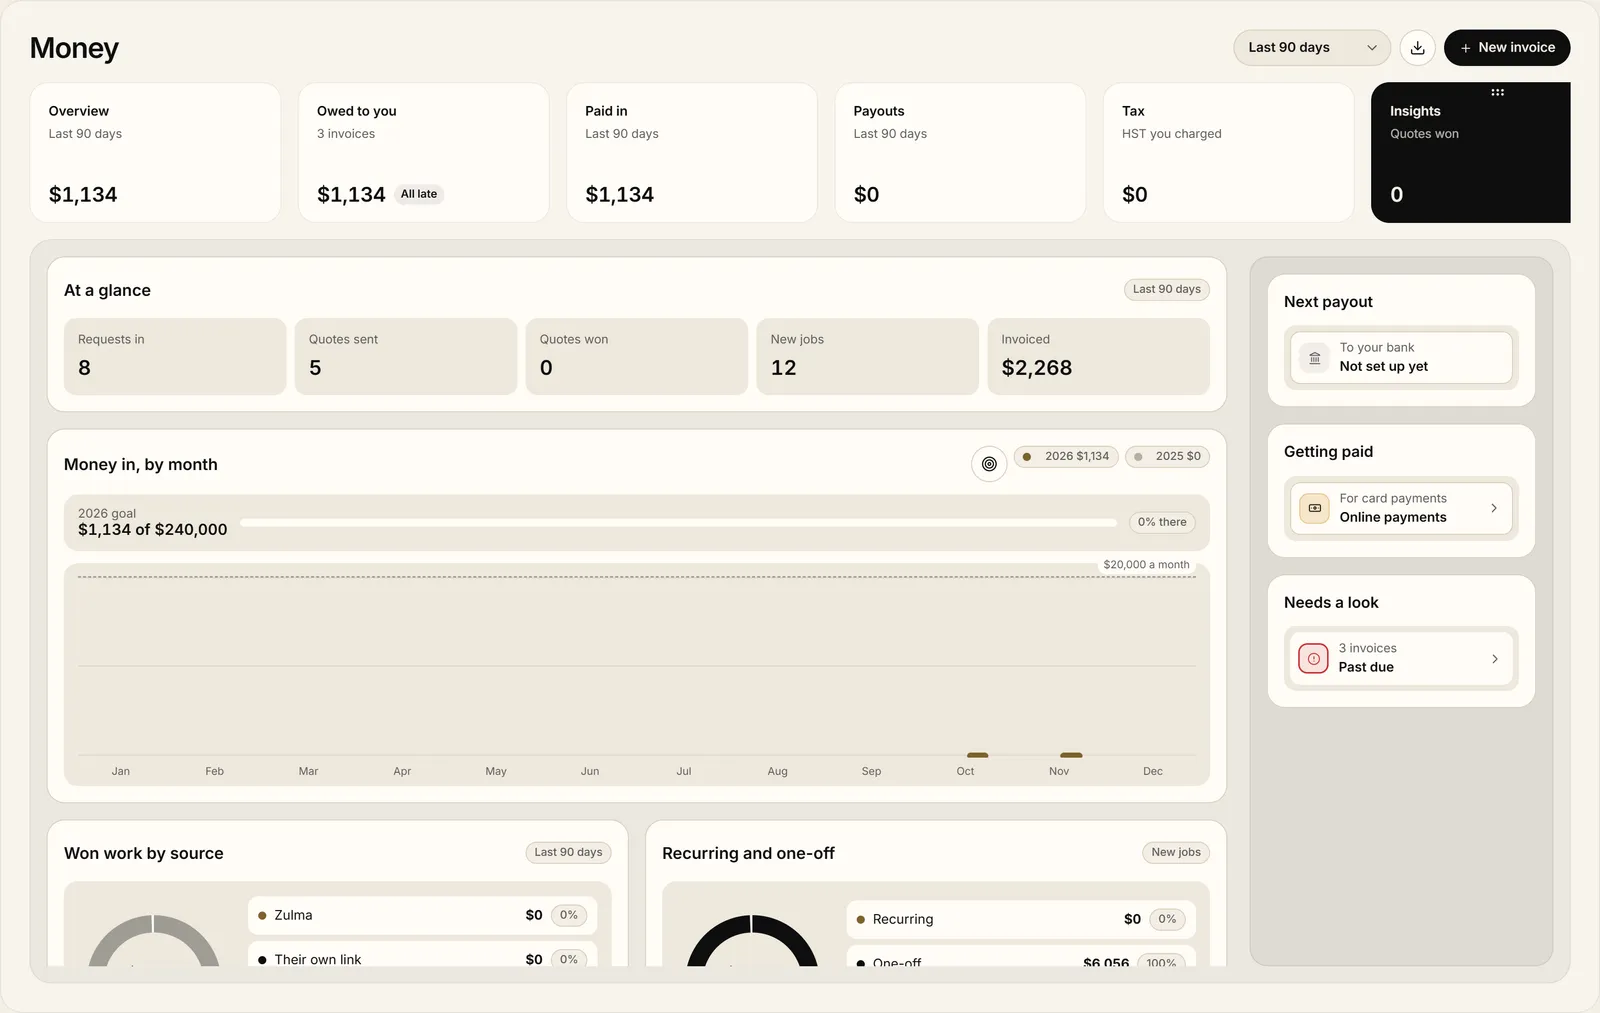 Money
Last 90 days
+ New invoice
Overview
Last 90 days
$1,134
Owed to you
3 invoices
$1,134 All late
Paid in
Last 90 days
$1,134
Payouts
Last 90 days
$0
Tax
HST you charged
$0
Insights
Quotes won
0
At a glance
Last 90 days
Requests in
8
Quotes sent
5
Quotes won
0
New jobs
12
Invoiced
$2,268
Money in, by month
2026 $1,134
2025 $0
2026 goal
$1,134 of $240,000
0% there
$20,000 a month
Jan Feb Mar Apr May Jun Jul Aug Sep Oct Nov Dec
Won work by source
Last 90 days
Zulma $0 0%
Their own link $0 0%
Recurring and one-off
New jobs
Recurring $0 0%
One-off $6,056 100%
Next payout
To your bank
Not set up yet
Getting paid
For card payments
Online payments
Needs a look
3 invoices
Past due